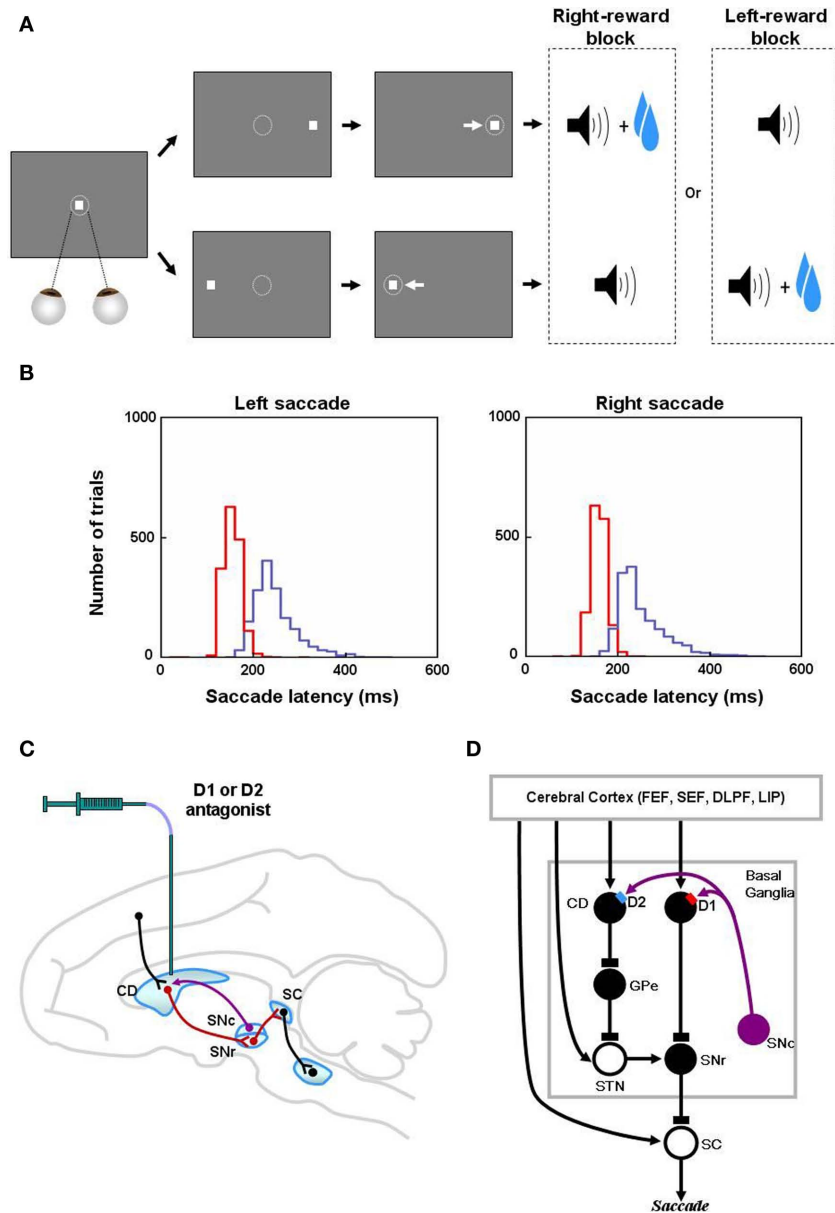 A
Right-reward
block
Left-reward
block
+
Or
+
B
Left saccade
Right saccade
Number of trials
1000
500
0
0
200
400
600
Saccade latency (ms)
1000
500
0
0
200
400
600
Saccade latency (ms)
C
D1 or D2
antagonist
CD
SNc
SNr
SC
D
Cerebral Cortex (FEF, SEF, DLPF, LIP)
Basal
Ganglia
CD
D2
D1
GPe
SNc
STN
SNr
SC
Saccade